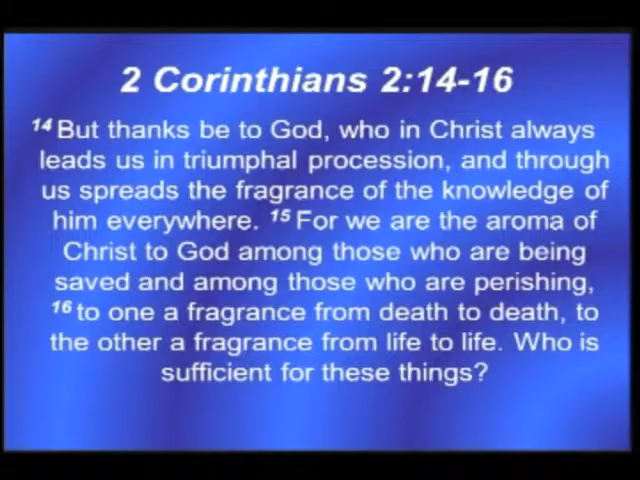 2 Corinthians 2:14-16
14 But thanks be to God, who in Christ always
leads us in triumphal procession, and through
us spreads the fragrance of the knowledge of
him everywhere. 15 For we are the aroma of
Christ to God among those who are being
saved and among those who are perishing,
16 to one a fragrance from death to death, to
the other a fragrance from life to life. Who is
sufficient for these things?